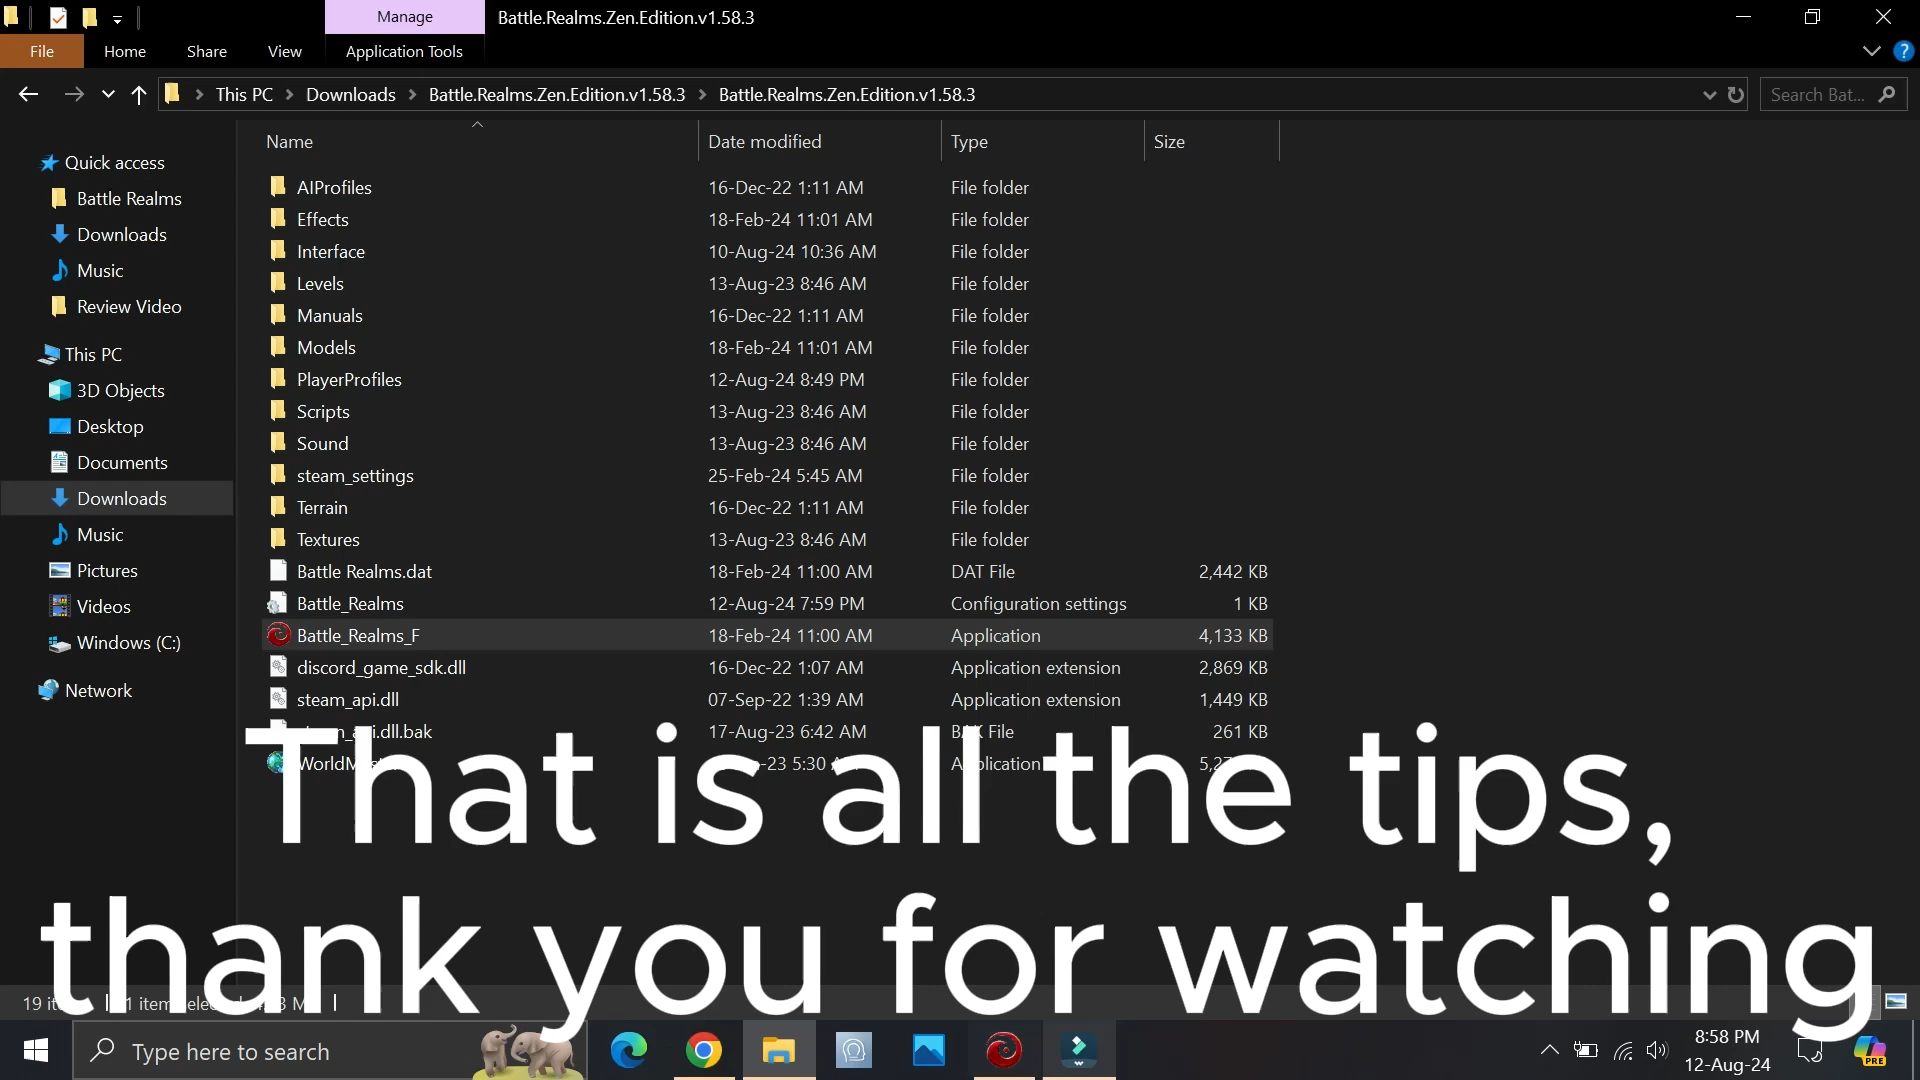 Manage
Battle.Realms.Zen.Edition.v1.58.3
File Home Share View Application Tools
This PC > Downloads > Battle.Realms.Zen.Edition.v1.58.3 > Battle.Realms.Zen.Edition.v1.58.3
Search Bat...
Name Date modified Type Size
Quick access
Battle Realms
Downloads
Music
Review Video
This PC
3D Objects
Desktop
Documents
Downloads
Music
Pictures
Videos
Windows (C:)
Network
AIProfiles 16-Dec-22 1:11 AM File folder
Effects 18-Feb-24 11:01 AM File folder
Interface 10-Aug-24 10:36 AM File folder
Levels 13-Aug-23 8:46 AM File folder
Manuals 16-Dec-22 1:11 AM File folder
Models 18-Feb-24 11:01 AM File folder
PlayerProfiles 12-Aug-24 8:49 PM File folder
Scripts 13-Aug-23 8:46 AM File folder
Sound 13-Aug-23 8:46 AM File folder
steam_settings 25-Feb-24 5:45 AM File folder
Terrain 16-Dec-22 1:11 AM File folder
Textures 13-Aug-23 8:46 AM File folder
Battle Realms.dat 18-Feb-24 11:00 AM DAT File 2,442 KB
Battle_Realms 12-Aug-24 7:59 PM Configuration settings 1 KB
Battle_Realms_F 18-Feb-24 11:00 AM Application 4,133 KB
discord_game_sdk.dll 16-Dec-22 1:07 AM Application extension 2,869 KB
steam_api.dll 07-Sep-22 1:39 AM Application extension 1,449 KB
17-Aug-23 6:42 AM File 261 KB
5:30
That is all the tips,
thank you for watching
19
Type here to search
8:58 PM
12-Aug-24
PRE